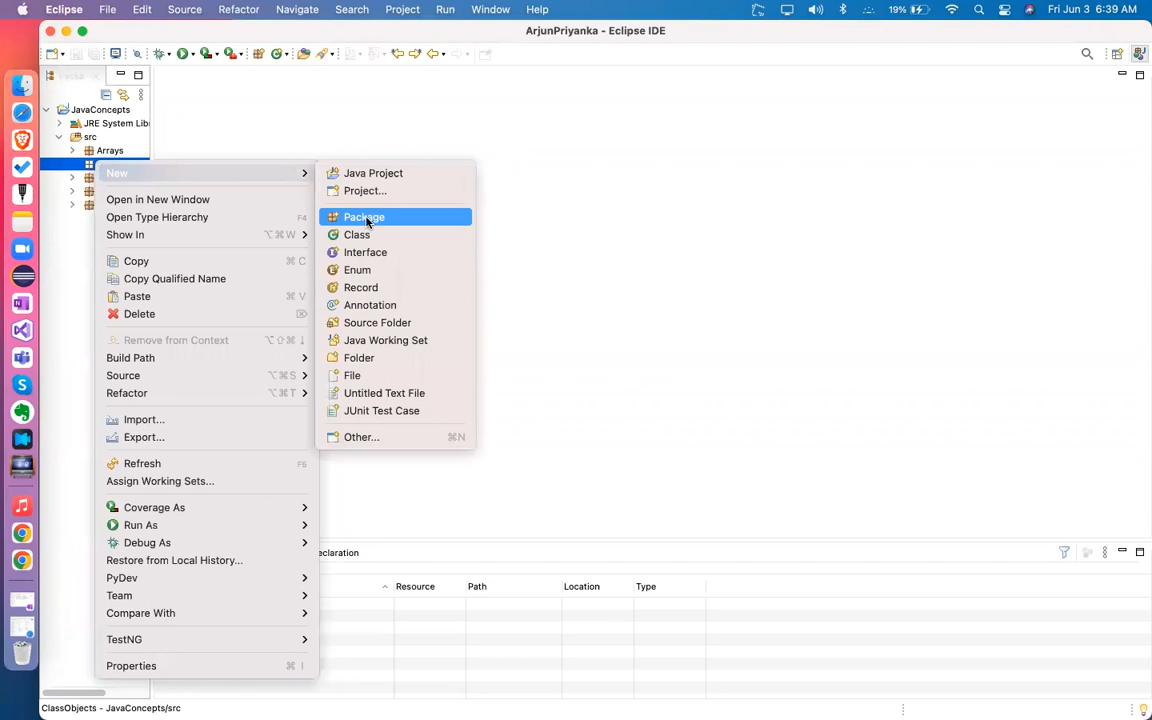 Eclipse File Edit Source Refactor Navigate Search Project Run Window Help 19% Fri Jun 3 6:39 AM
ArjunPriyanka - Eclipse IDE
JavaConcepts
JRE System Lib
src
Arrays
New
Open in New Window
Open Type Hierarchy F4
Show In ⌥⌘W
Copy ⌘C
Copy Qualified Name
Paste ⌘V
Delete ⌦
Remove from Context ⌥⇧⌘↓
Build Path
Source ⌥⌘S
Refactor ⌥⌘T
Import...
Export...
Refresh F5
Assign Working Sets...
Coverage As
Run As
Debug As
Restore from Local History...
PyDev
Team
Compare With
TestNG
Properties ⌘I
Java Project
Project...
Package
Class
Interface
Enum
Record
Annotation
Source Folder
Java Working Set
Folder
File
Untitled Text File
JUnit Test Case
Other... ⌘N
eclaration
Resource Path Location Type
ClassObjects - JavaConcepts/src